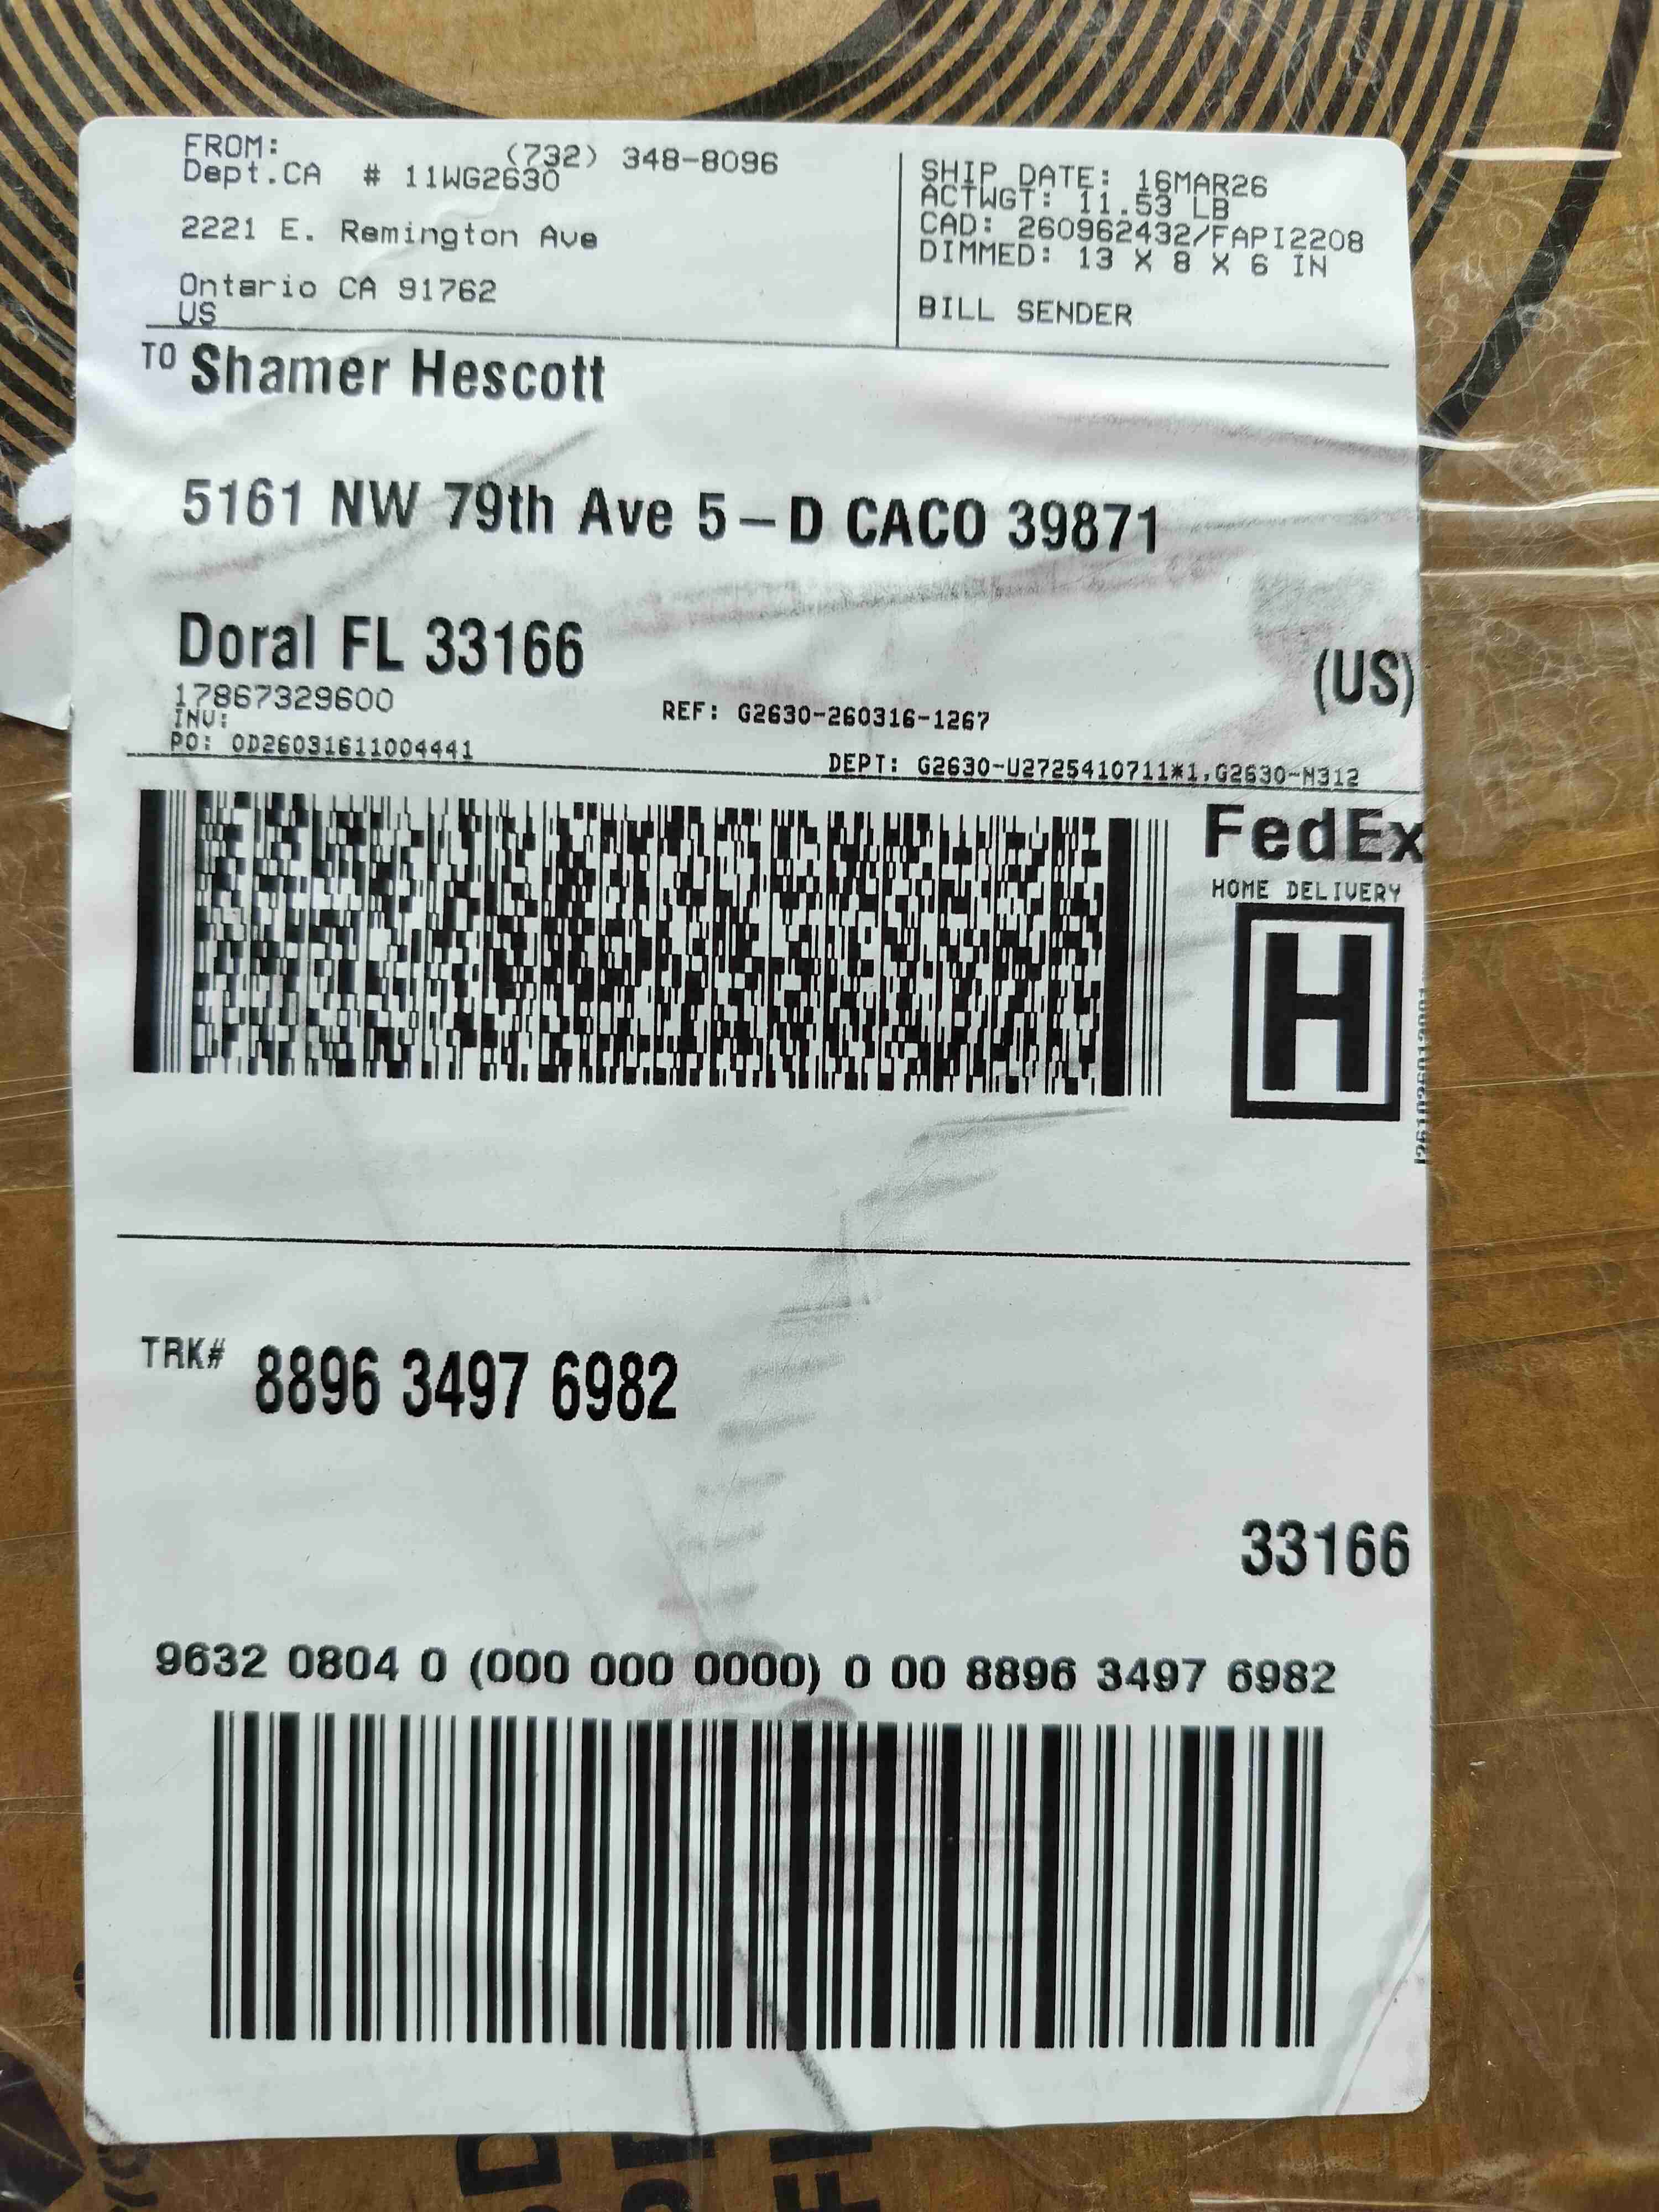 FROM: (732) 348-8096
Dept.CA # 11WG2630
2221 E. Remington Ave
Ontario CA 91762
US
SHIP DATE: 16MAR26
ACTWGT: 11.53 LB
CAD: 260962432/FAPI2208
DIMMED: 13 X 8 X 6 IN
BILL SENDER
TO Shamer Hescott
5161 NW 79th Ave 5-D CACO 39871
Doral FL 33166
(US)
17867329600
INV:
REF: G2630-260316-1267
PO: OD26031611004441
DEPT: G2630-U2725410711*1,G2630-N312
FedEx
HOME DELIVERY
H
TRK# 8896 3497 6982
33166
9632 0804 0 (000 000 0000) 0 00 8896 3497 6982